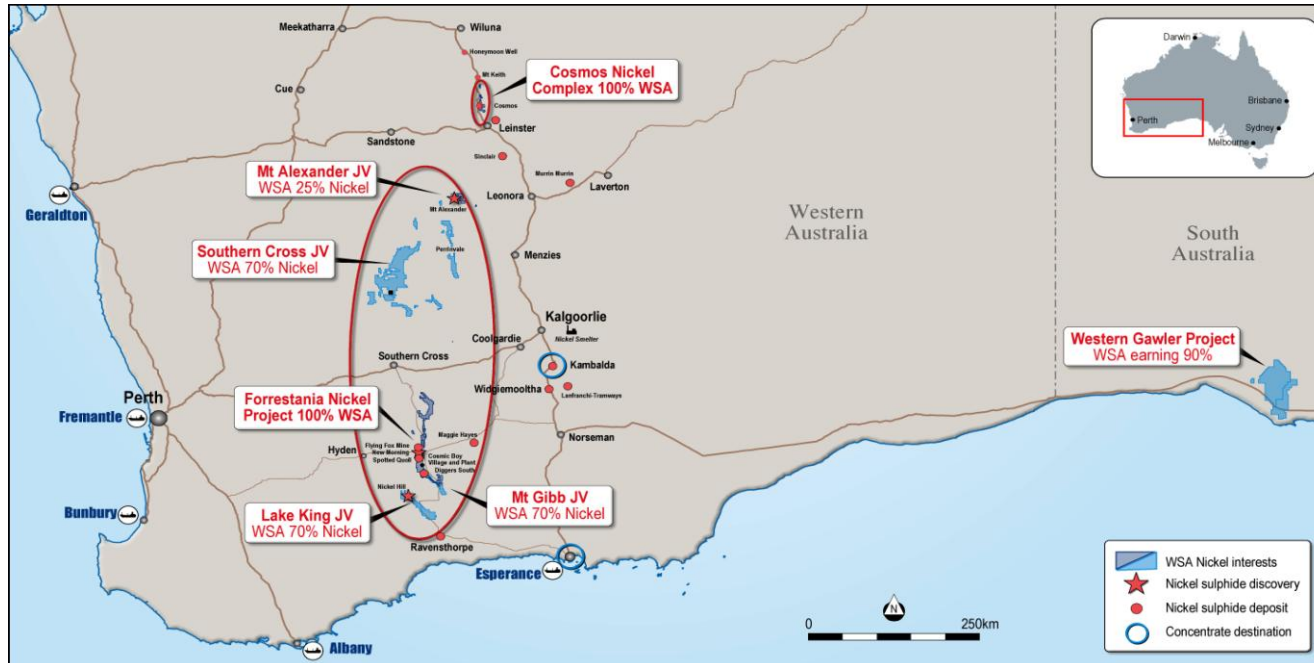 Meekatharra
Wiluna
Honeymoon Well
Mt Keith
Cosmos Nickel
Complex 100% WSA
Cue
Cosmos
Leinster
Sandstone
Sinclair
Mt Alexander JV
WSA 25% Nickel
Murrin Murrin
Laverton
Leonora
Mt Alexander
Geraldton
Perrinvale
Southern Cross JV
WSA 70% Nickel
Menzies
Western
Australia
South
Australia
Kalgoorlie
Nickel Smelter
Coolgardie
Southern Cross
Kambalda
Western Gawler Project
WSA earning 90%
Widgiemooltha
Lanfranchi-Tramways
Perth
Fremantle
Forrestania Nickel
Project 100% WSA
Maggie Hayes
Norseman
Hyden
Flying Fox Mine
New Morning
Spotted Quoll
Cosmic Boy
Village and Plant
Diggers South
Nickel Hill
Mt Gibb JV
WSA 70% Nickel
Lake King JV
WSA 70% Nickel
Bunbury
Ravensthorpe
Esperance
Albany
0
250km
Darwin
Brisbane
Perth
Sydney
Melbourne
WSA Nickel interests
Nickel sulphide discovery
Nickel sulphide deposit
Concentrate destination